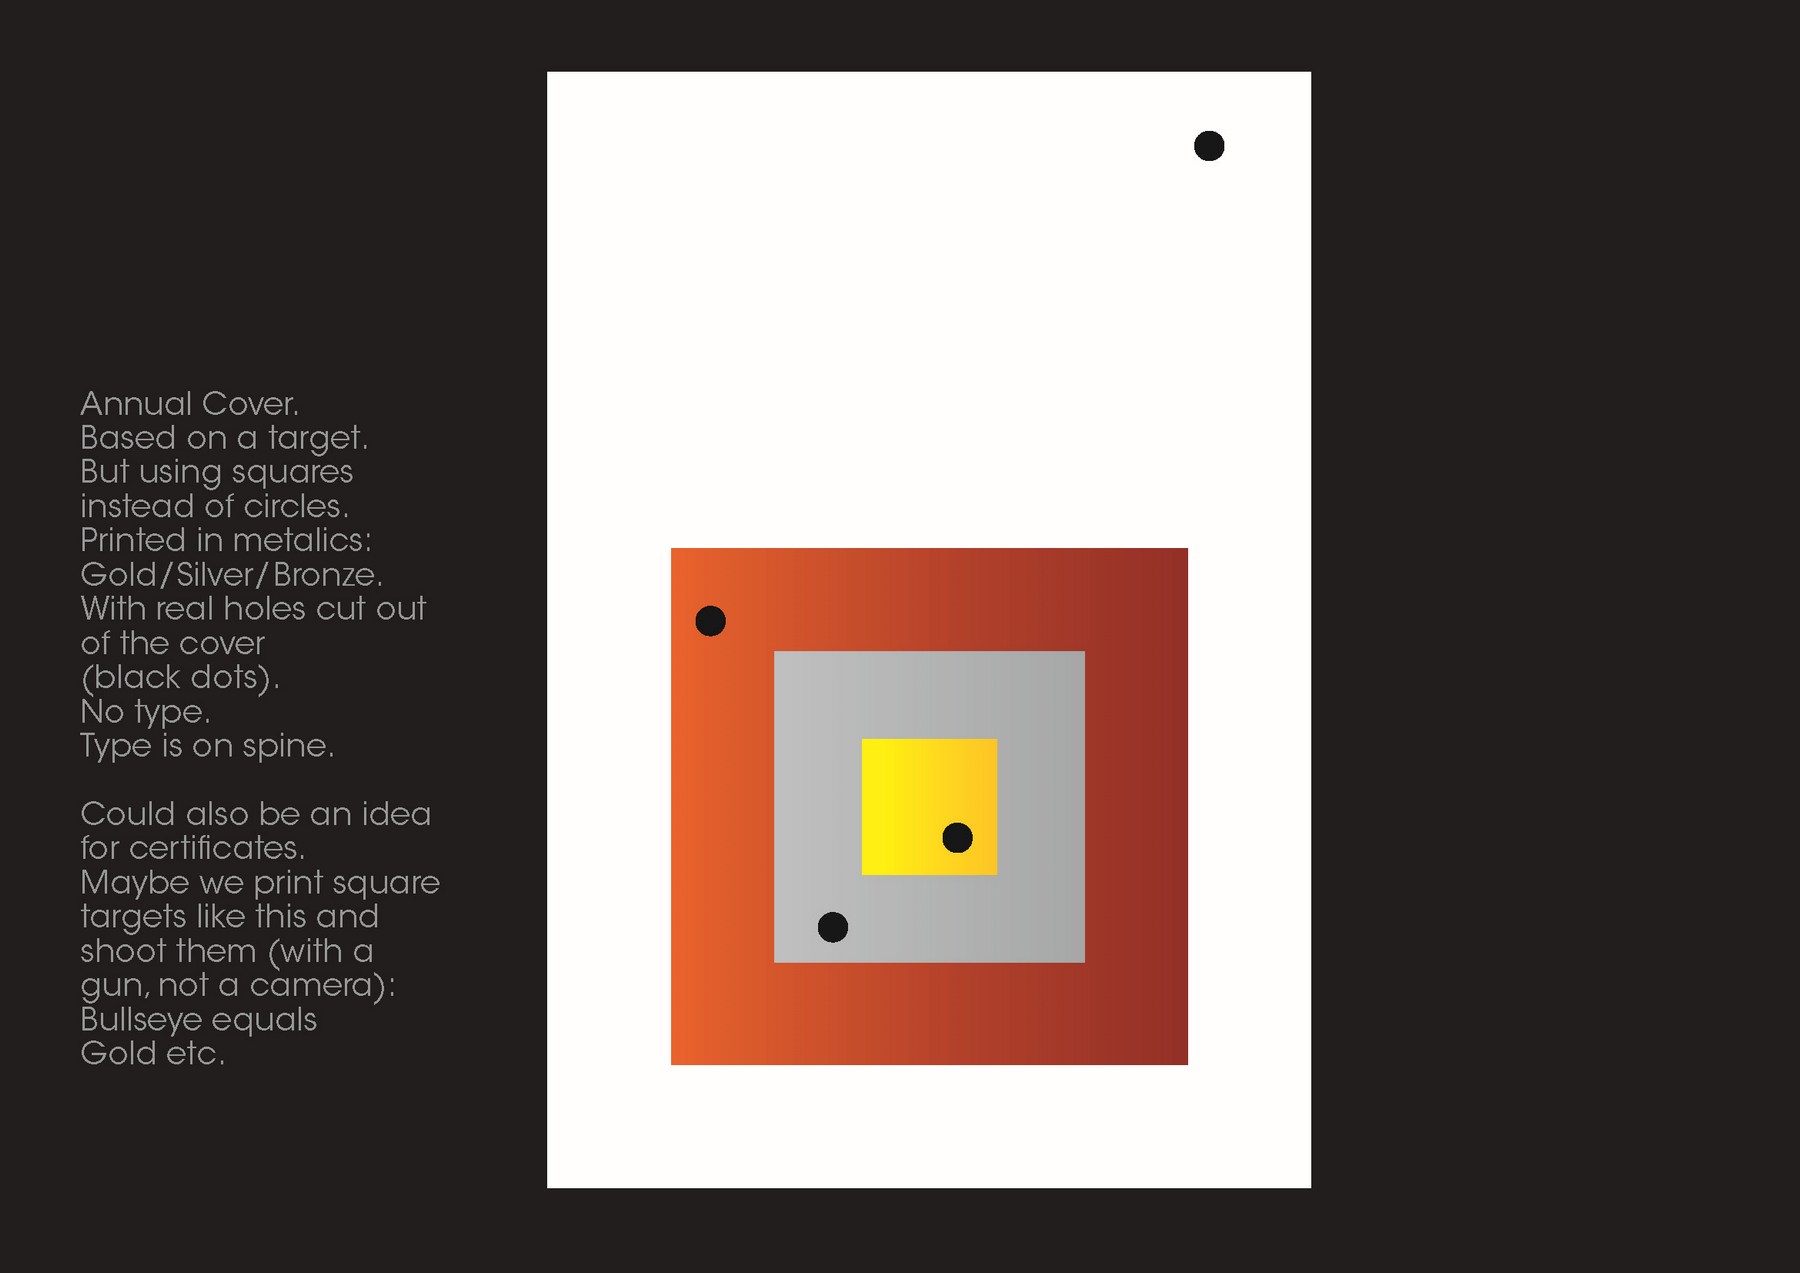 Annual Cover.
Based on a target.
But using squares
instead of circles.
Printed in metalics:
Gold/Silver/Bronze.
With real holes cut out
of the cover
(black dots).
No type.
Type is on spine.
Could also be an idea
for certificates.
Maybe we print square
targets like this and
shoot them (with a
gun, not a camera):
Bullseye equals
Gold etc.